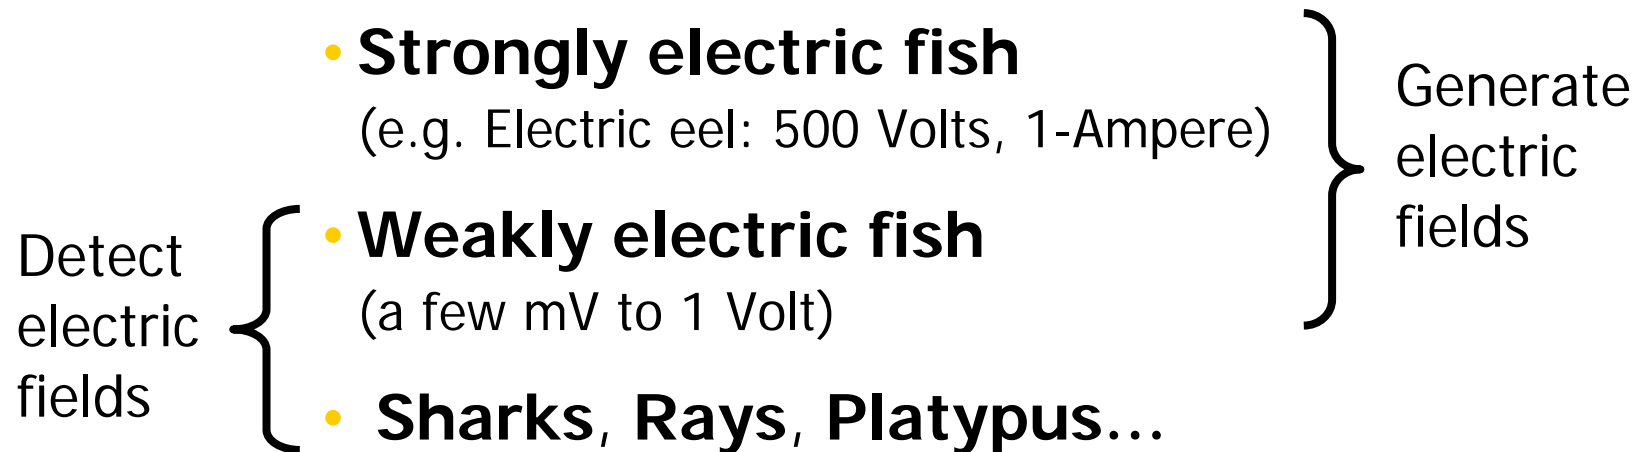 • Strongly electric fish
(e.g. Electric eel: 500 Volts, 1-Ampere)
Generate
electric
fields
Detect
electric
fields
• Weakly electric fish
(a few mV to 1 Volt)
• Sharks, Rays, Platypus...